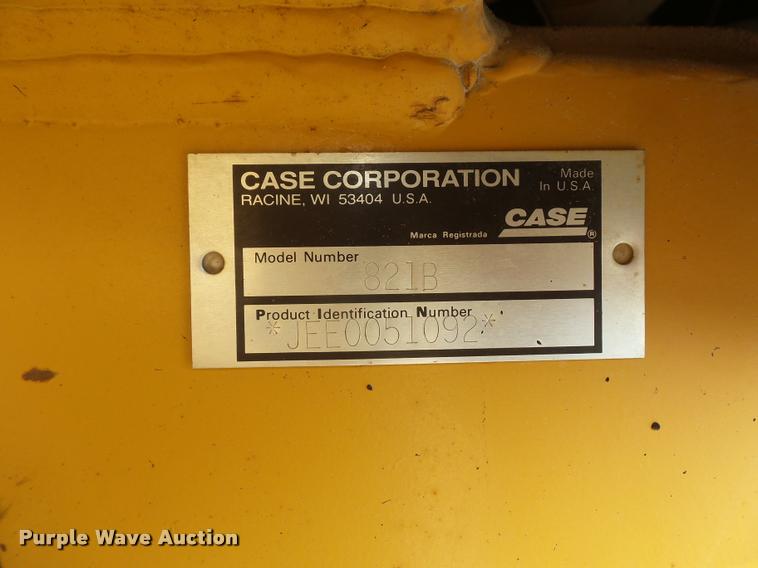 CASE CORPORATION
Made
In U.S.A.
RACINE, WI 53404 U.S.A.
Marca Registrada
CASE ®
Model Number
821B
Product Identification Number
*JEE0051092*
Purple Wave Auction